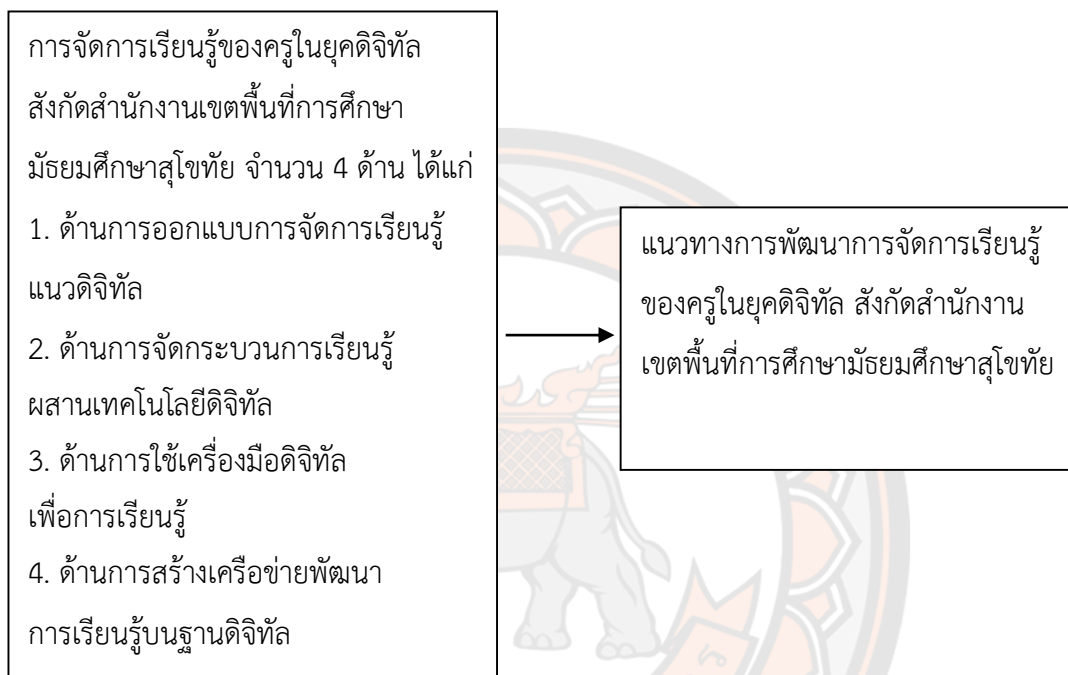 การจัดการเรียนรู้ของครูในยุคดิจิทัล
สังกัดสำนักงานเขตพื้นที่การศึกษา
มัธยมศึกษาสุโขทัย จำนวน 4 ด้าน ได้แก่
1. ด้านการออกแบบการจัดการเรียนรู้
แนวดิจิทัล
2. ด้านการจัดกระบวนการเรียนรู้
ผสานเทคโนโลยีดิจิทัล
3. ด้านการใช้เครื่องมือดิจิทัล
เพื่อการเรียนรู้
4. ด้านการสร้างเครือข่ายพัฒนา
การเรียนรู้บนฐานดิจิทัล
แนวทางการพัฒนาการจัดการเรียนรู้
ของครูในยุคดิจิทัล สังกัดสำนักงาน
เขตพื้นที่การศึกษามัธยมศึกษาสุโขทัย